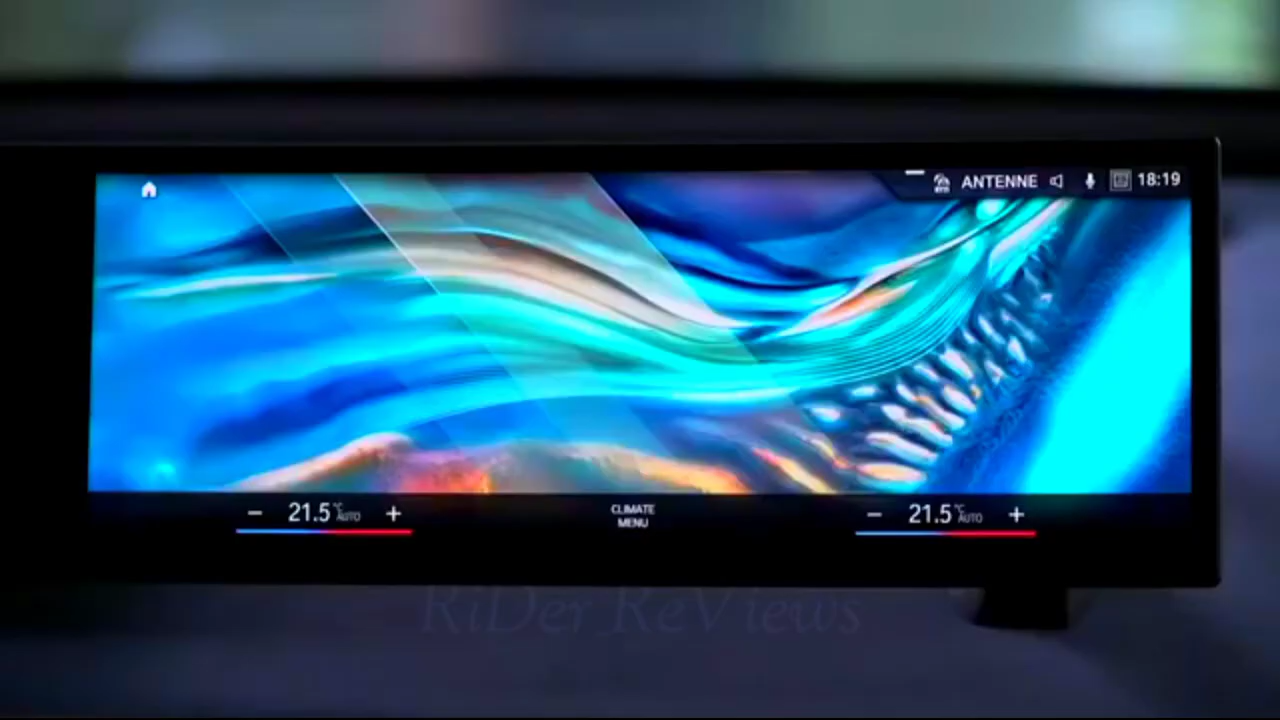 ANTENNE 18:19
21.5 °C AUTO
CLIMATE
MENU
21.5 °C AUTO
RiDer ReViews